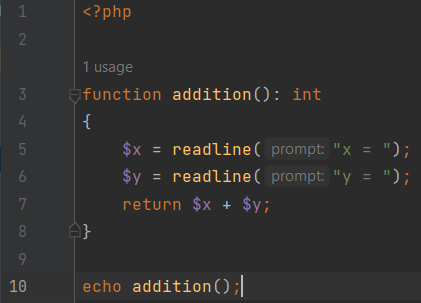 1 <?php
2
1 usage
3 function addition(): int
4 {
5 $x = readline( prompt: "x = ");
6 $y = readline( prompt: "y = ");
7 return $x + $y;
8 }
9
10 echo addition();